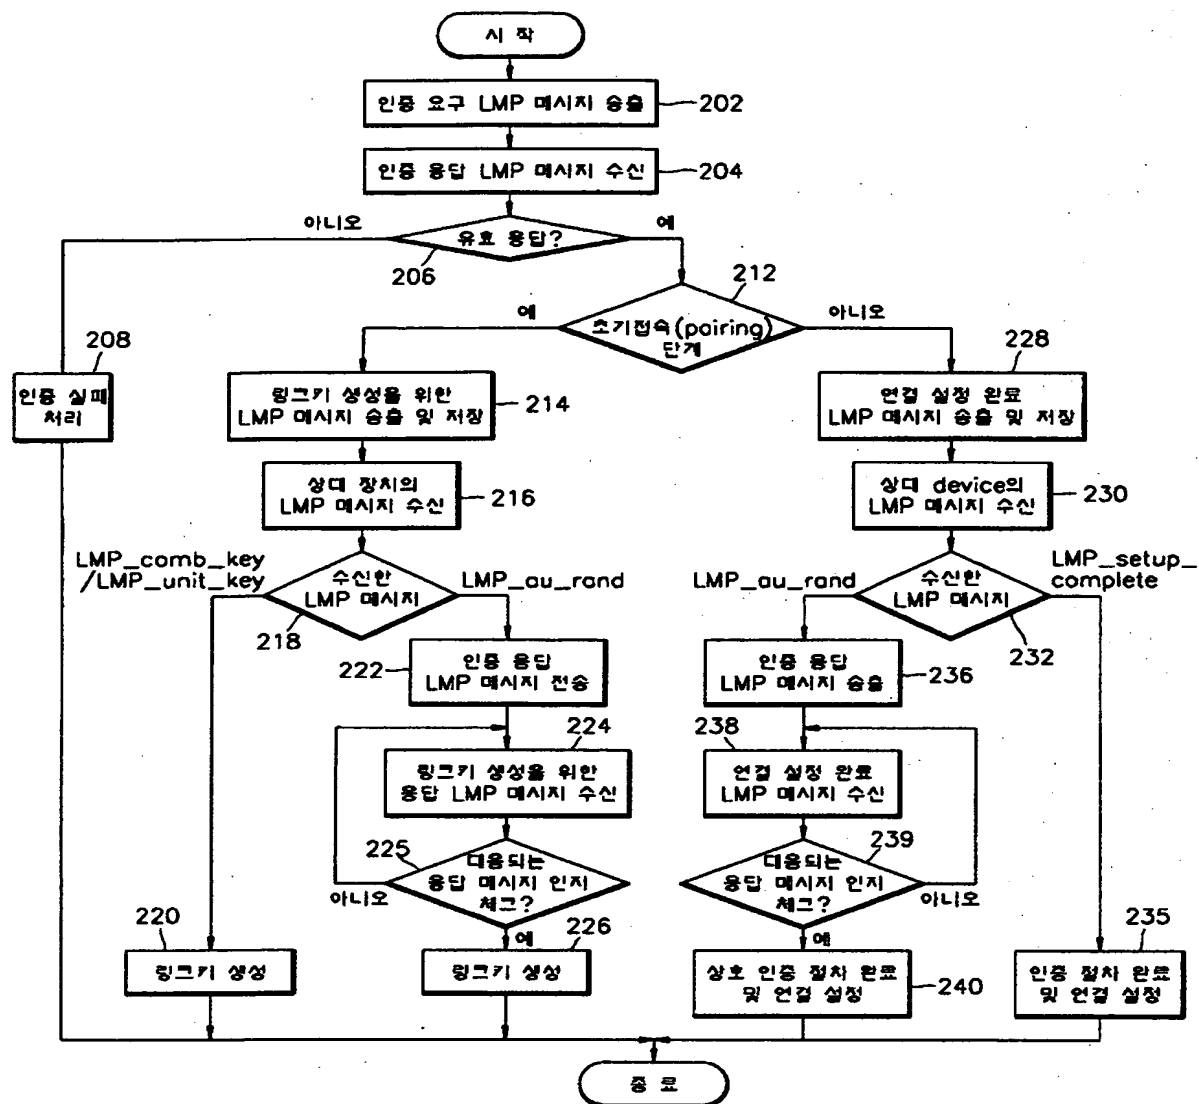 시 작
인증 요구 LMP 메시지 송출
202
인증 응답 LMP 메시지 수신
204
아니오
예
유효 응답?
206
212
예
아니오
초기접속(pairing)
단계
208
인증 실패
처리
링크키 생성을 위한
LMP 메시지 송출 및 저장
214
228
연결 설정 완료
LMP 메시지 송출 및 저장
상대 장치의
LMP 메시지 수신
216
상대 device의
LMP 메시지 수신
230
LMP_comb_key
/LMP_unit_key
수신한
LMP 메시지
218
LMP_au_rand
LMP_au_rand
수신한
LMP 메시지
232
LMP_setup_
complete
222
인증 응답
LMP 메시지 전송
인증 응답
LMP 메시지 송출
236
224
링크키 생성을 위한
응답 LMP 메시지 수신
238
연결 설정 완료
LMP 메시지 수신
225
대응되는
응답 메시지 인지
체크?
아니오
예
239
대응되는
응답 메시지 인지
체크?
아니오
예
220
링크키 생성
226
링크키 생성
상호 인증 절차 완료
및 연결 설정
240
235
인증 절차 완료
및 연결 설정
종 료